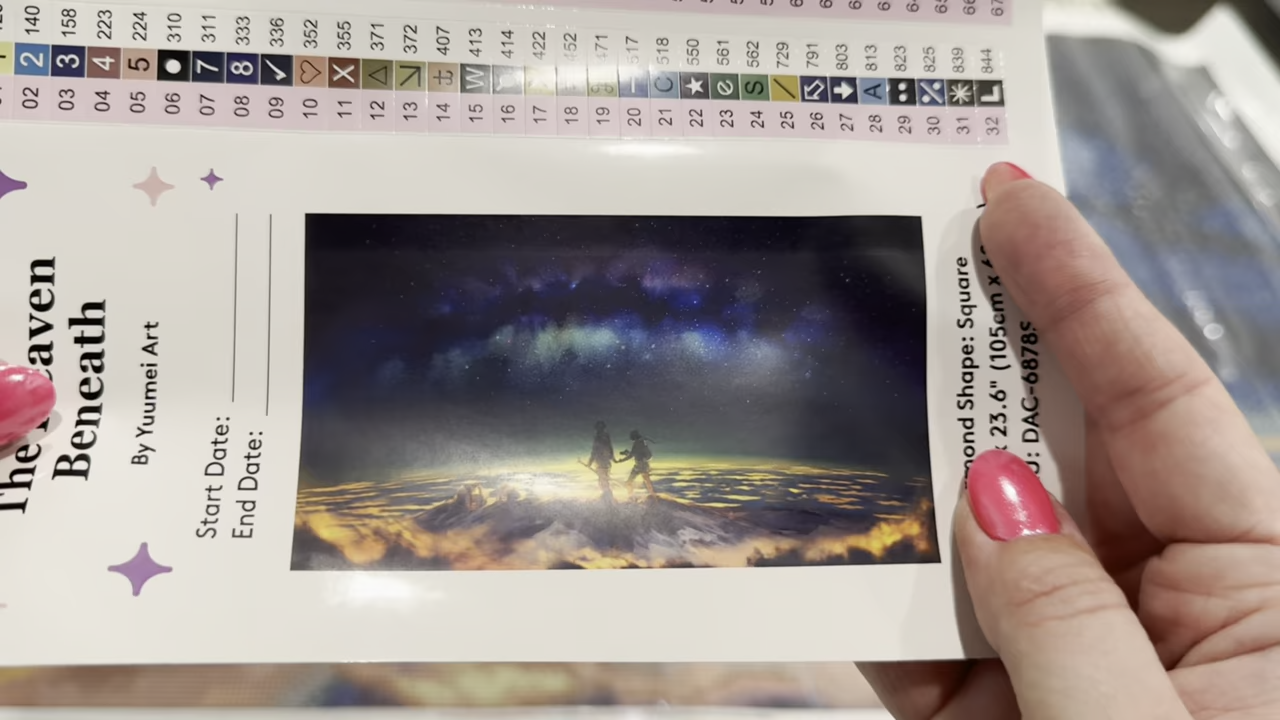 Beneath
By Yuumei Art
Start Date:
End Date:
Shape: Square
23.6" (105cm x
DAC-6878
140 158 223 224 310 311 333 336 352 355 371 372 407 413 414 422 452 471 517 518 550 561 562 729 791 803 813 823 825 839 844
2 3 4 5 7 8 X W C S A L
02 03 04 05 06 07 08 09 10 11 12 13 14 15 16 17 18 19 20 21 22 23 24 25 26 27 28 29 30 31 32